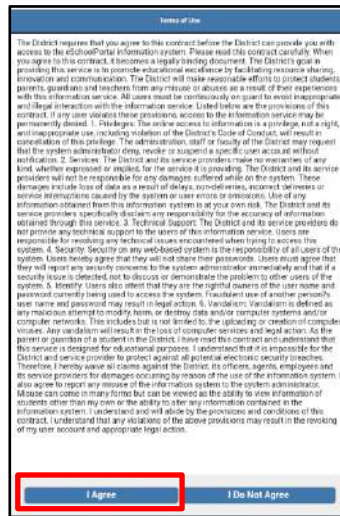 Terms of Use
The District requires that you agree to this contract before the District can provide you with
access to the eSchoolPortal information system. Please read this contract carefully. When
you agree to this contract, it becomes a legally binding document. The District's goal in
providing this service is to promote educational excellence by facilitating resource sharing,
innovation and communication. The District will make reasonable efforts to protect students,
parents, guardians and teachers from any misuse or abuses as a result of their experiences
with this information service. All users must be continuously on guard to avoid inappropriate
and illegal interaction with the information service. Listed below are the provisions of this
contract. If any user violates these provisions, access to the information service may be
permanently denied. 1. Privileges. The online access to information is a privilege, not a right,
and inappropriate use, including violation of the District's Code of Conduct, will result in
cancellation of this privilege. The administration, staff or faculty of the District may request
that the system administrator deny, revoke or suspend a specific user account without
notification. 2. Services: The District and its service providers make no warranties of any
kind, whether expressed or implied, for the service it is providing. The District and its service
providers will not be responsible for any damages suffered while on the system. These
damages include loss of data as a result of delays, non-deliveries, incorrect deliveries or
service interruptions caused by the system or user errors or omissions. Use of any
information obtained from this information system is at your own risk. The District and its
service providers specifically disclaim any responsibility for the accuracy of information
obtained through this service. 3. Technical Support: The District and its service providers do
not provide any technical support to the users of this information service. Users are
responsible for resolving any technical issues encountered when trying to access this
system. 4. Security: Security on any web-based system is the responsibility of all users of the
system. Users hereby agree that they will not share their passwords. Users must agree that
they will report any security concerns to the system administrator immediately and that if a
security issue is detected, not to discuss or demonstrate the problem to other users of the
system. 5. Identify: Users also attest that they are the rightful owners of the user name and
password currently being used to access the system. Fraudulent use of another person?s
user name and password may result in legal action. 6. Vandalism: Vandalism is defined as
any malicious attempt to modify, harm, or destroy data and/or computer systems and/or
computer networks. This includes but is not limited to, the uploading or creation of computer
viruses. Any vandalism will result in the loss of computer services and legal action. As the
parent or guardian of a student in the District, I have read this contract and understand that
this service is designed for educational purposes. I understand that it is impossible for the
District and service provider to protect against all potential electronic security breaches.
Therefore, I hereby waive all claims against the District, its officers, agents, employees and
its service providers for damages occurring by reason of the use of the information system. I
also agree to report any misuse of the information system to the system administrator.
Misuse can come in many forms but can be viewed as the ability to view information of
students other than my own or the ability to alter any information contained in the
information system. I understand and will abide by the provisions and conditions of this
contract. I understand that any violations of the above provisions may result in the revoking
of my user account and appropriate legal action.
I Agree
I Do Not Agree